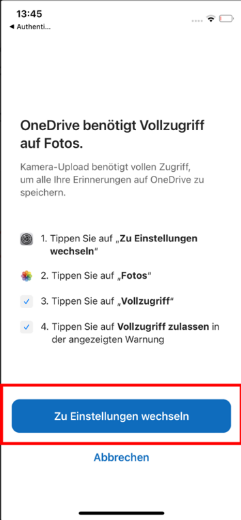 13:45
◀ Authenti...
OneDrive benötigt Vollzugriff
auf Fotos.
Kamera-Upload benötigt vollen Zugriff,
um alle Ihre Erinnerungen auf OneDrive zu
speichern.
1. Tippen Sie auf „Zu Einstellungen
wechseln"
2. Tippen Sie auf „Fotos"
3. Tippen Sie auf „Vollzugriff"
4. Tippen Sie auf Vollzugriff zulassen in
der angezeigten Warnung
Zu Einstellungen wechseln
Abbrechen